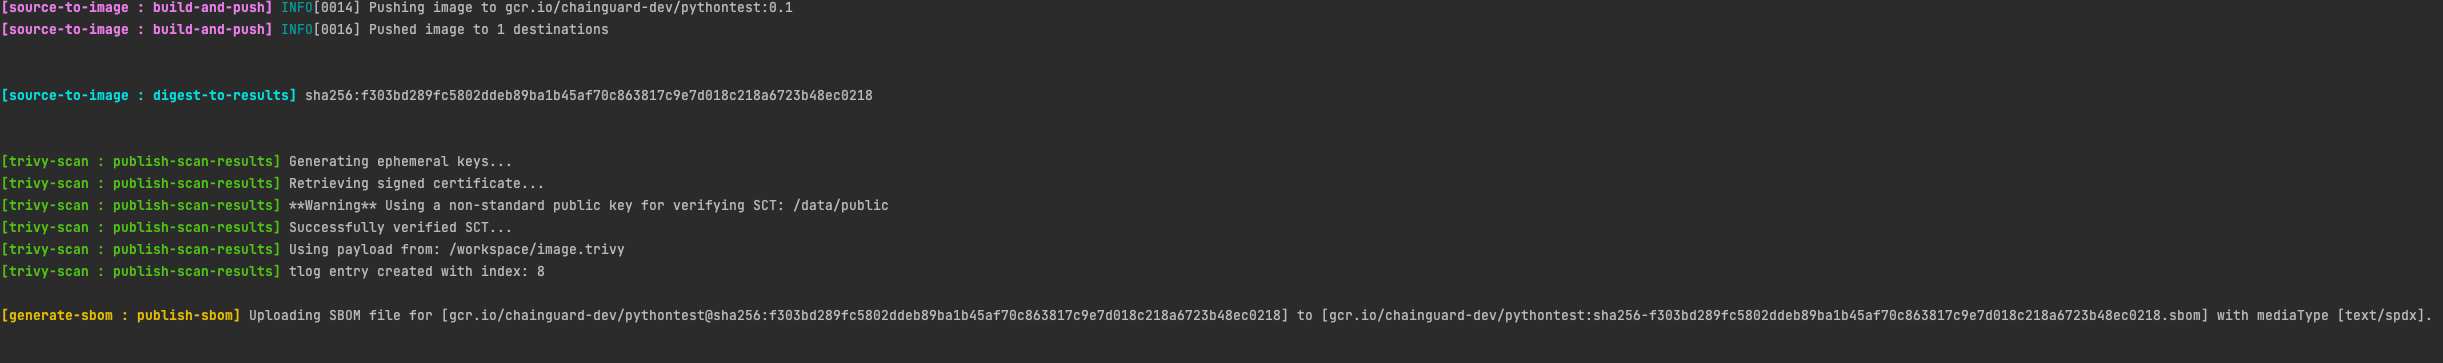 [source-to-image : build-and-push] INFO[0014] Pushing image to gcr.io/chainguard-dev/pythontest:0.1
[source-to-image : build-and-push] INFO[0016] Pushed image to 1 destinations
[source-to-image : digest-to-results] sha256:f303bd289fc5802ddeb89ba1b45af70c863817c9e7d018c218a6723b48ec0218
[trivy-scan : publish-scan-results] Generating ephemeral keys...
[trivy-scan : publish-scan-results] Retrieving signed certificate...
[trivy-scan : publish-scan-results] **Warning** Using a non-standard public key for verifying SCT: /data/public
[trivy-scan : publish-scan-results] Successfully verified SCT...
[trivy-scan : publish-scan-results] Using payload from: /workspace/image.trivy
[trivy-scan : publish-scan-results] tlog entry created with index: 8
[generate-sbom : publish-sbom] Uploading SBOM file for [gcr.io/chainguard-dev/pythontest@sha256:f303bd289fc5802ddeb89ba1b45af70c863817c9e7d018c218a6723b48ec0218] to [gcr.io/chainguard-dev/pythontest:sha256-f303bd289fc5802ddeb89ba1b45af70c863817c9e7d018c218a6723b48ec0218.sbom] with mediaType [text/spdx].